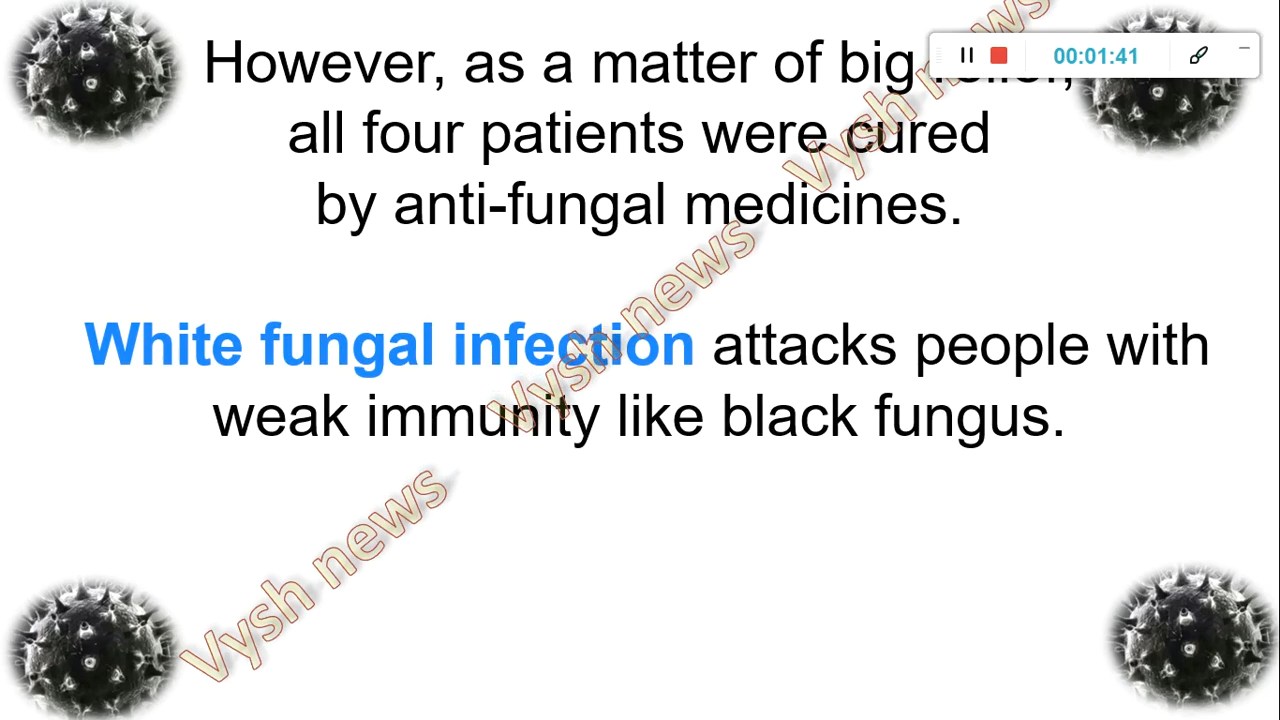 However, as a matter of big
all four patients were cured
by anti-fungal medicines.
White fungal infection attacks people with
weak immunity like black fungus.
00:01:41
Vysh news
Vysh news
Vysh news